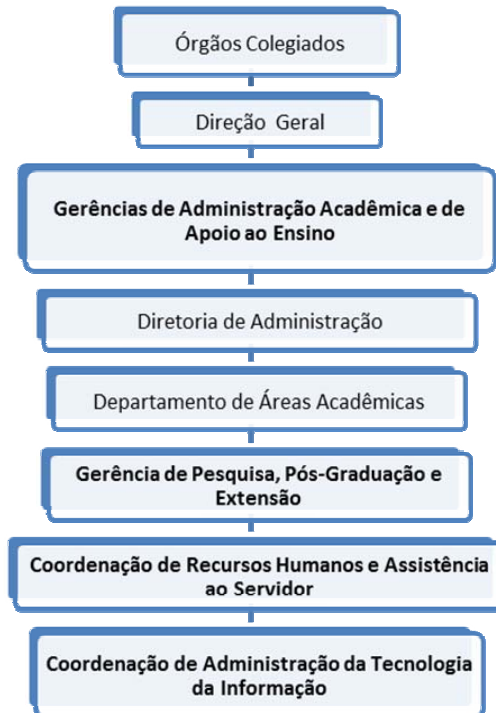 Órgãos Colegiados
Direção Geral
Gerências de Administração Acadêmica e de
Apoio ao Ensino
Diretoria de Administração
Departamento de Áreas Acadêmicas
Gerência de Pesquisa, Pós-Graduação e
Extensão
Coordenação de Recursos Humanos e Assistência
ao Servidor
Coordenação de Administração da Tecnologia
da Informação